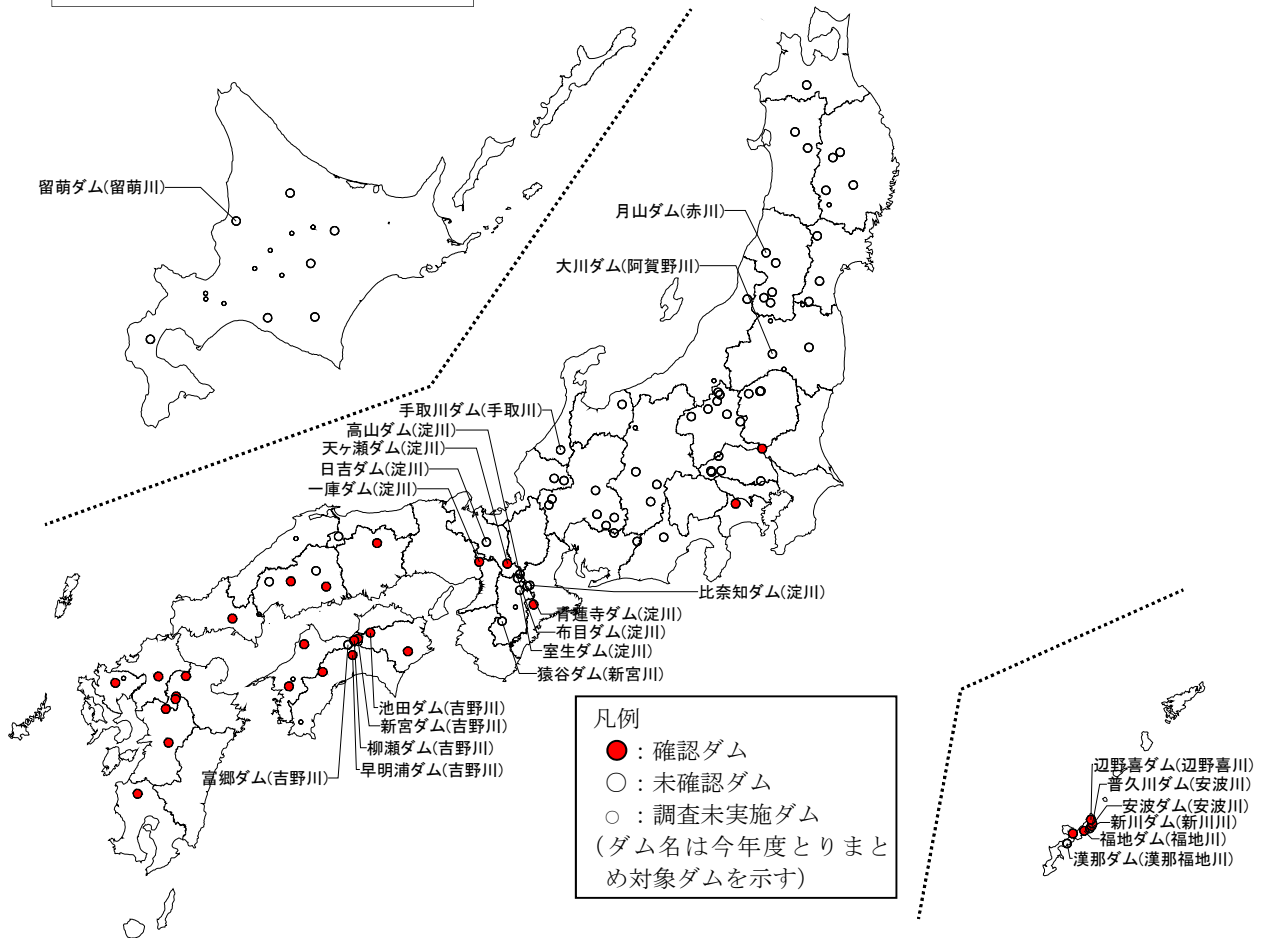 留萌ダム(留萌川)
月山ダム(赤川)
大川ダム(阿賀野川)
手取川ダム(手取川)
高山ダム(淀川)
天ヶ瀬ダム(淀川)
日吉ダム(淀川)
一庫ダム(淀川)
比奈知ダム(淀川)
青蓮寺ダム(淀川)
布目ダム(淀川)
室生ダム(淀川)
猿谷ダム(新宮川)
池田ダム(吉野川)
新宮ダム(吉野川)
柳瀬ダム(吉野川)
早明浦ダム(吉野川)
富郷ダム(吉野川)
辺野喜ダム(辺野喜川)
普久川ダム(安波川)
安波ダム(安波川)
新川ダム(新川川)
福地ダム(福地川)
漢那ダム(漢那福地川)
凡例
：確認ダム
：未確認ダム
：調査未実施ダム
(ダム名は今年度とりまと
め対象ダムを示す)